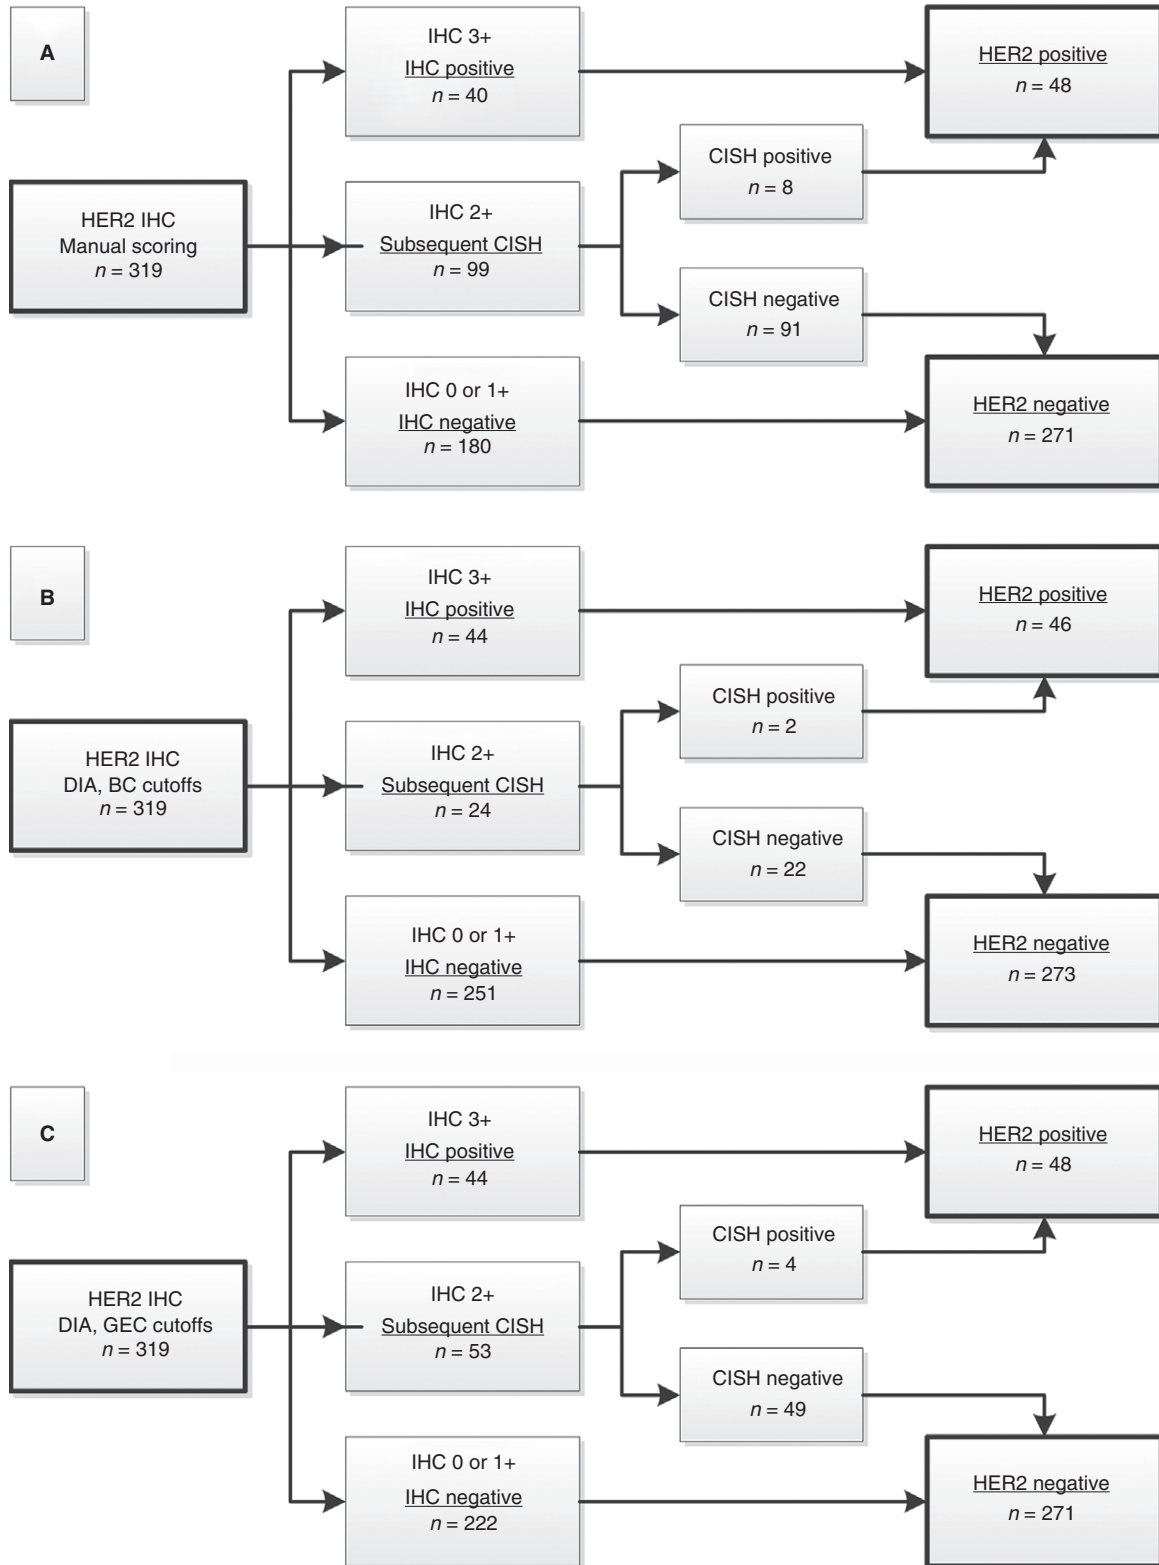 A
IHC 3+
IHC positive
n = 40
HER2 positive
n = 48
CISH positive
n = 8
HER2 IHC
Manual scoring
n = 319
IHC 2+
Subsequent CISH
n = 99
CISH negative
n = 91
IHC 0 or 1+
IHC negative
n = 180
HER2 negative
n = 271
B
IHC 3+
IHC positive
n = 44
HER2 positive
n = 46
CISH positive
n = 2
HER2 IHC
DIA, BC cutoffs
n = 319
IHC 2+
Subsequent CISH
n = 24
CISH negative
n = 22
IHC 0 or 1+
IHC negative
n = 251
HER2 negative
n = 273
C
IHC 3+
IHC positive
n = 44
HER2 positive
n = 48
CISH positive
n = 4
HER2 IHC
DIA, GEC cutoffs
n = 319
IHC 2+
Subsequent CISH
n = 53
CISH negative
n = 49
IHC 0 or 1+
IHC negative
n = 222
HER2 negative
n = 271